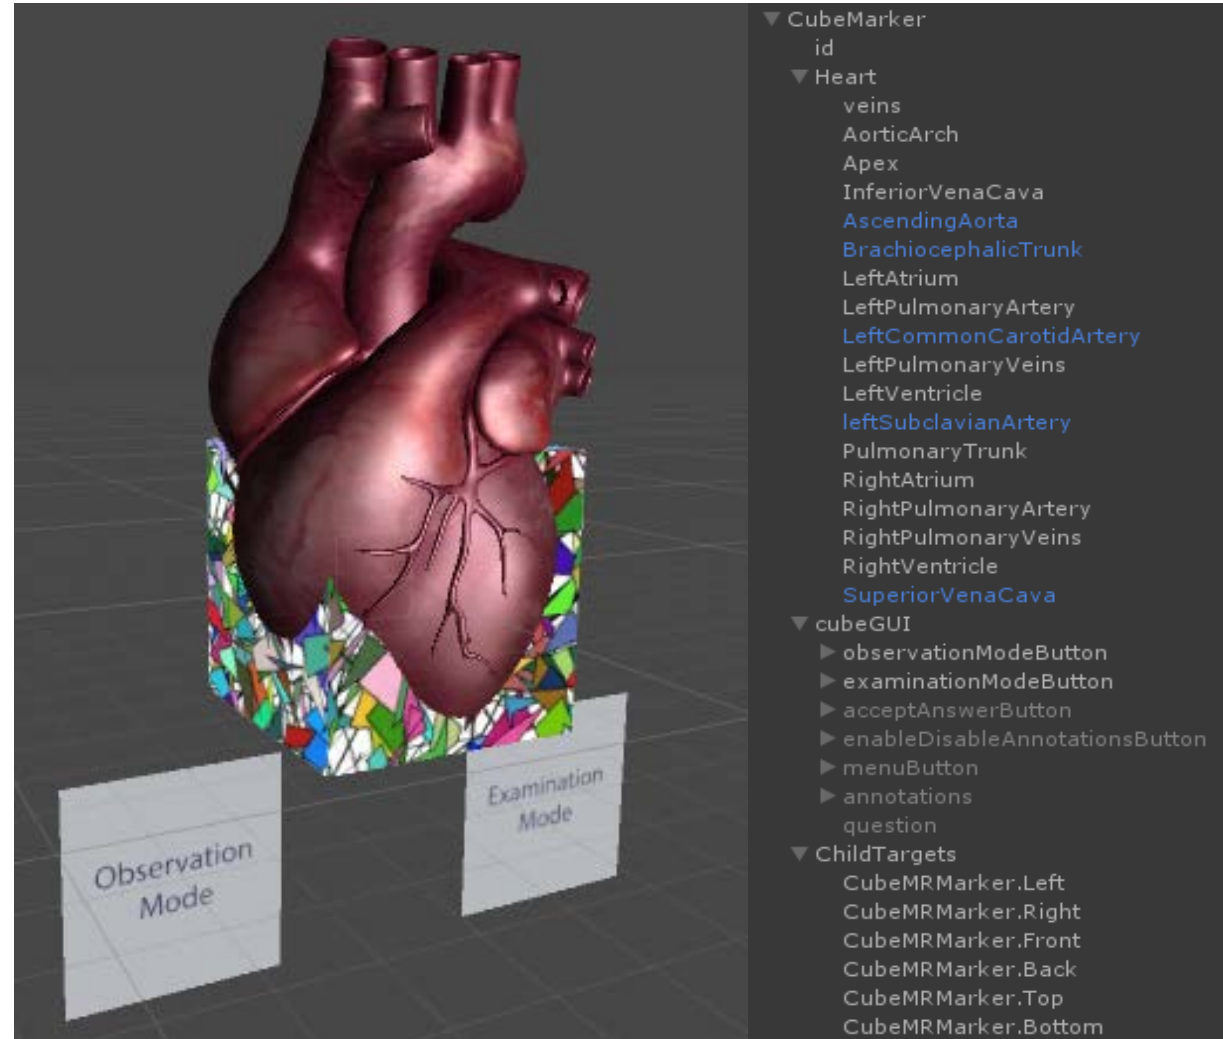 Observation
Mode
Examination
Mode
CubeMarker
id
Heart
veins
AorticArch
Apex
InferiorVenaCava
AscendingAorta
BrachiocephalicTrunk
LeftAtrium
LeftPulmonaryArtery
LeftCommonCarotidArtery
LeftPulmonaryVeins
LeftVentricle
leftSubclavianArtery
PulmonaryTrunk
RightAtrium
RightPulmonaryArtery
RightPulmonaryVeins
RightVentricle
SuperiorVenaCava
cubeGUI
observationModeButton
examinationModeButton
acceptAnswerButton
enableDisableAnnotationsButton
menuButton
annotations
question
ChildTargets
CubeMRMarker.Left
CubeMRMarker.Right
CubeMRMarker.Front
CubeMRMarker.Back
CubeMRMarker.Top
CubeMRMarker.Bottom